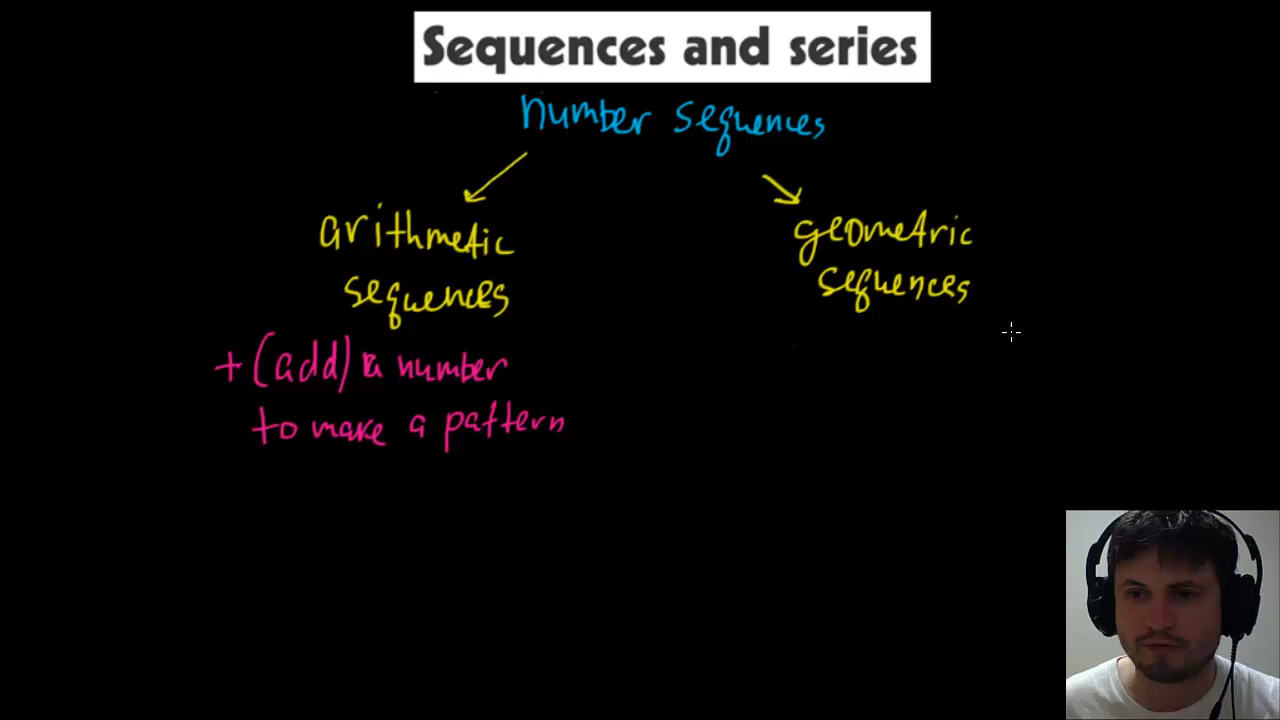 Sequences and series
number sequences
arithmetic
sequences
geometric
sequences
+ (add) a number
to make a pattern